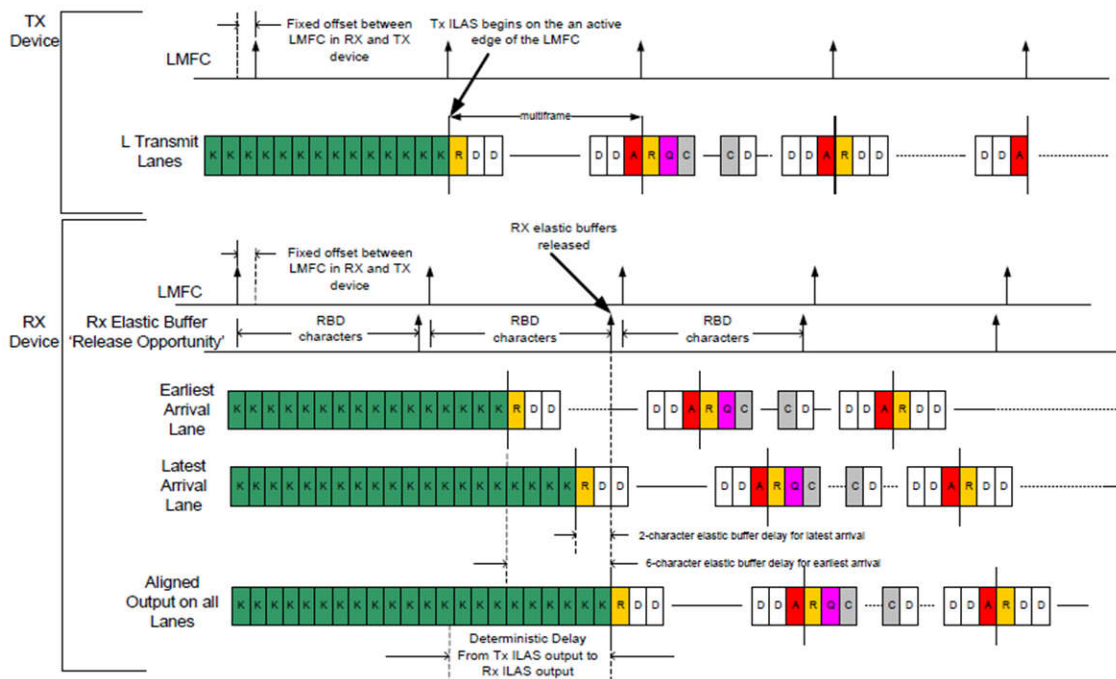 TX
Device
Fixed offset between
LMFC in RX and TX
device
Tx ILAS begins on the an active
edge of the LMFC
LMFC
multiframe
L Transmit
Lanes
K K K K K K K K K K K K K K R D D D D A R Q C C D D D A R D D D D A
RX elastic buffers
released
Fixed offset between
LMFC in RX and TX
device
LMFC
RX
Device
Rx Elastic Buffer
'Release Opportunity'
RBD
characters
RBD
characters
RBD
characters
Earliest
Arrival
Lane
K K K K K K K K K K K K K K K K R D D D D A R Q C C D D D A R D D
Latest
Arrival
Lane
K K K K K K K K K K K K K K K K K K K K R D D D D A R Q C C D D D A R D D
2-character elastic buffer delay for latest arrival
6-character elastic buffer delay for earliest arrival
Aligned
Output on all
Lanes
K K K K K K K K K K K K K K K K K K K K K K R D D D D A R Q C C D D D A R D D
Deterministic Delay
From Tx ILAS output to
Rx ILAS output